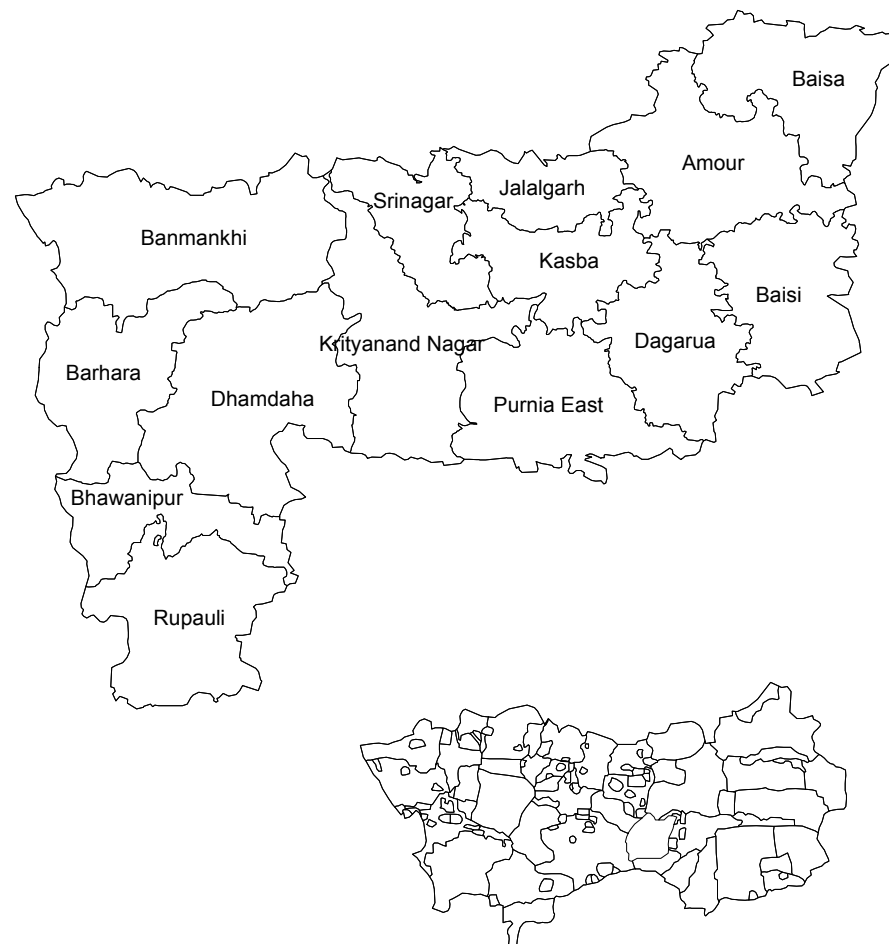 Baisa
Amour
Jalalgarh
Srinagar
Banmankhi
Kasba
Baisi
Krityanand Nagar
Dagarua
Barhara
Dhamdaha
Purnia East
Bhawanipur
Rupauli